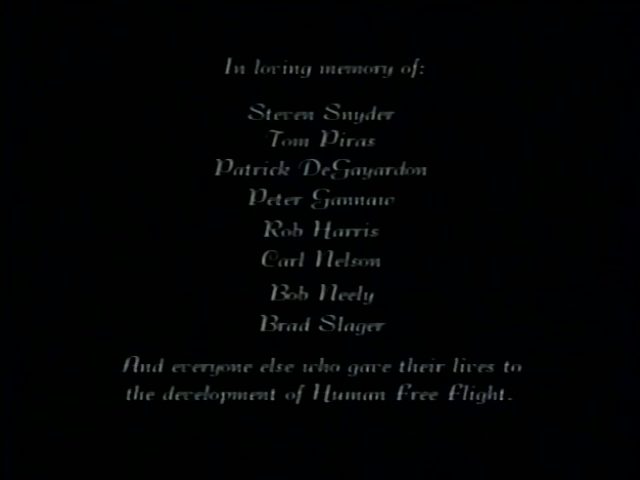 In loving memory of:
Steven Snyder
Tom Piras
Patrick DeGayardon
Peter Gannaw
Rob Harris
Carl Nelson
Bob Neely
Brad Slager
And everyone else who gave their lives to
the development of Human Free Flight.